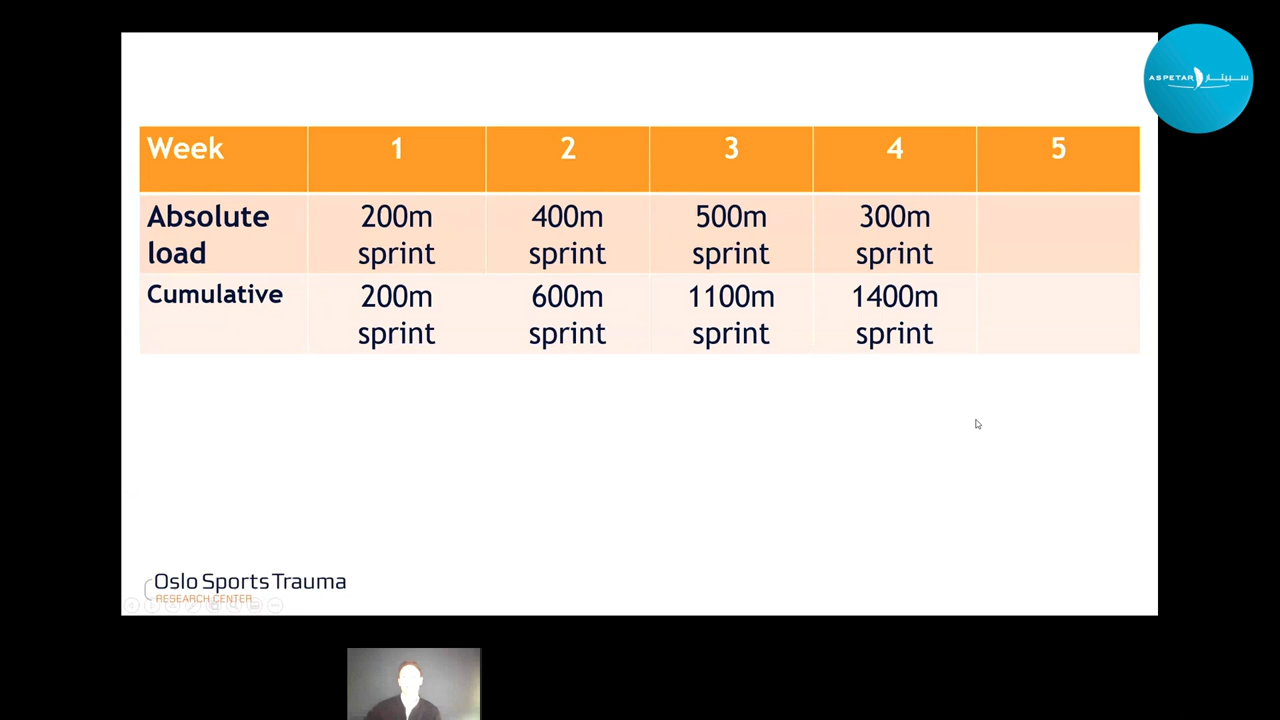 ASPETAR سبيتار
Week 1 2 3 4 5
Absolute load 200m sprint 400m sprint 500m sprint 300m sprint
Cumulative 200m sprint 600m sprint 1100m sprint 1400m sprint
Oslo Sports Trauma
RESEARCH CENTER